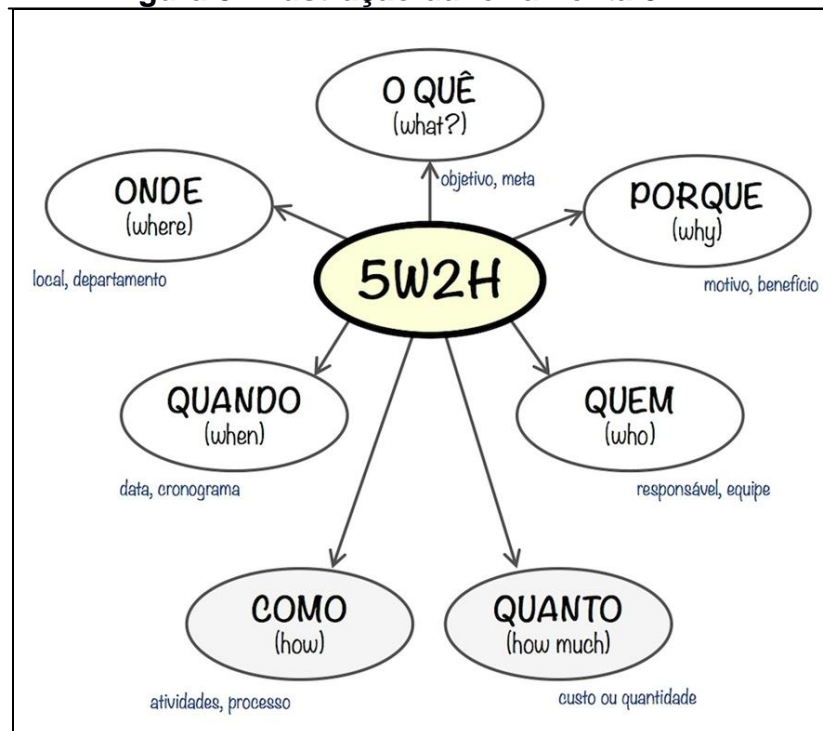 O QUÊ
(what?)
objetivo, meta
ONDE
(where)
local, departamento
PORQUE
(why)
motivo, benefício
5W2H
QUANDO
(when)
data, cronograma
QUEM
(who)
responsável, equipe
COMO
(how)
atividades, processo
QUANTO
(how much)
custo ou quantidade